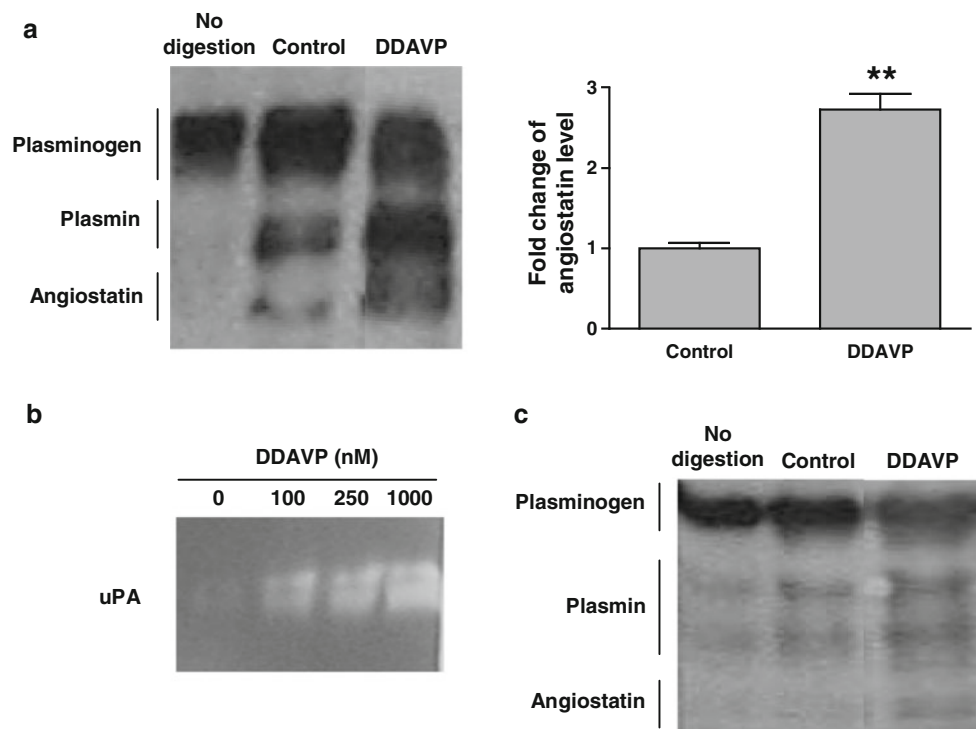 a
No digestion Control DDAVP
Plasminogen
Plasmin
Angiostatin
Fold change of
angiostatin level
3
2
1
0
**
Control DDAVP
b
DDAVP (nM)
0 100 250 1000
uPA
c
No digestion Control DDAVP
Plasminogen
Plasmin
Angiostatin